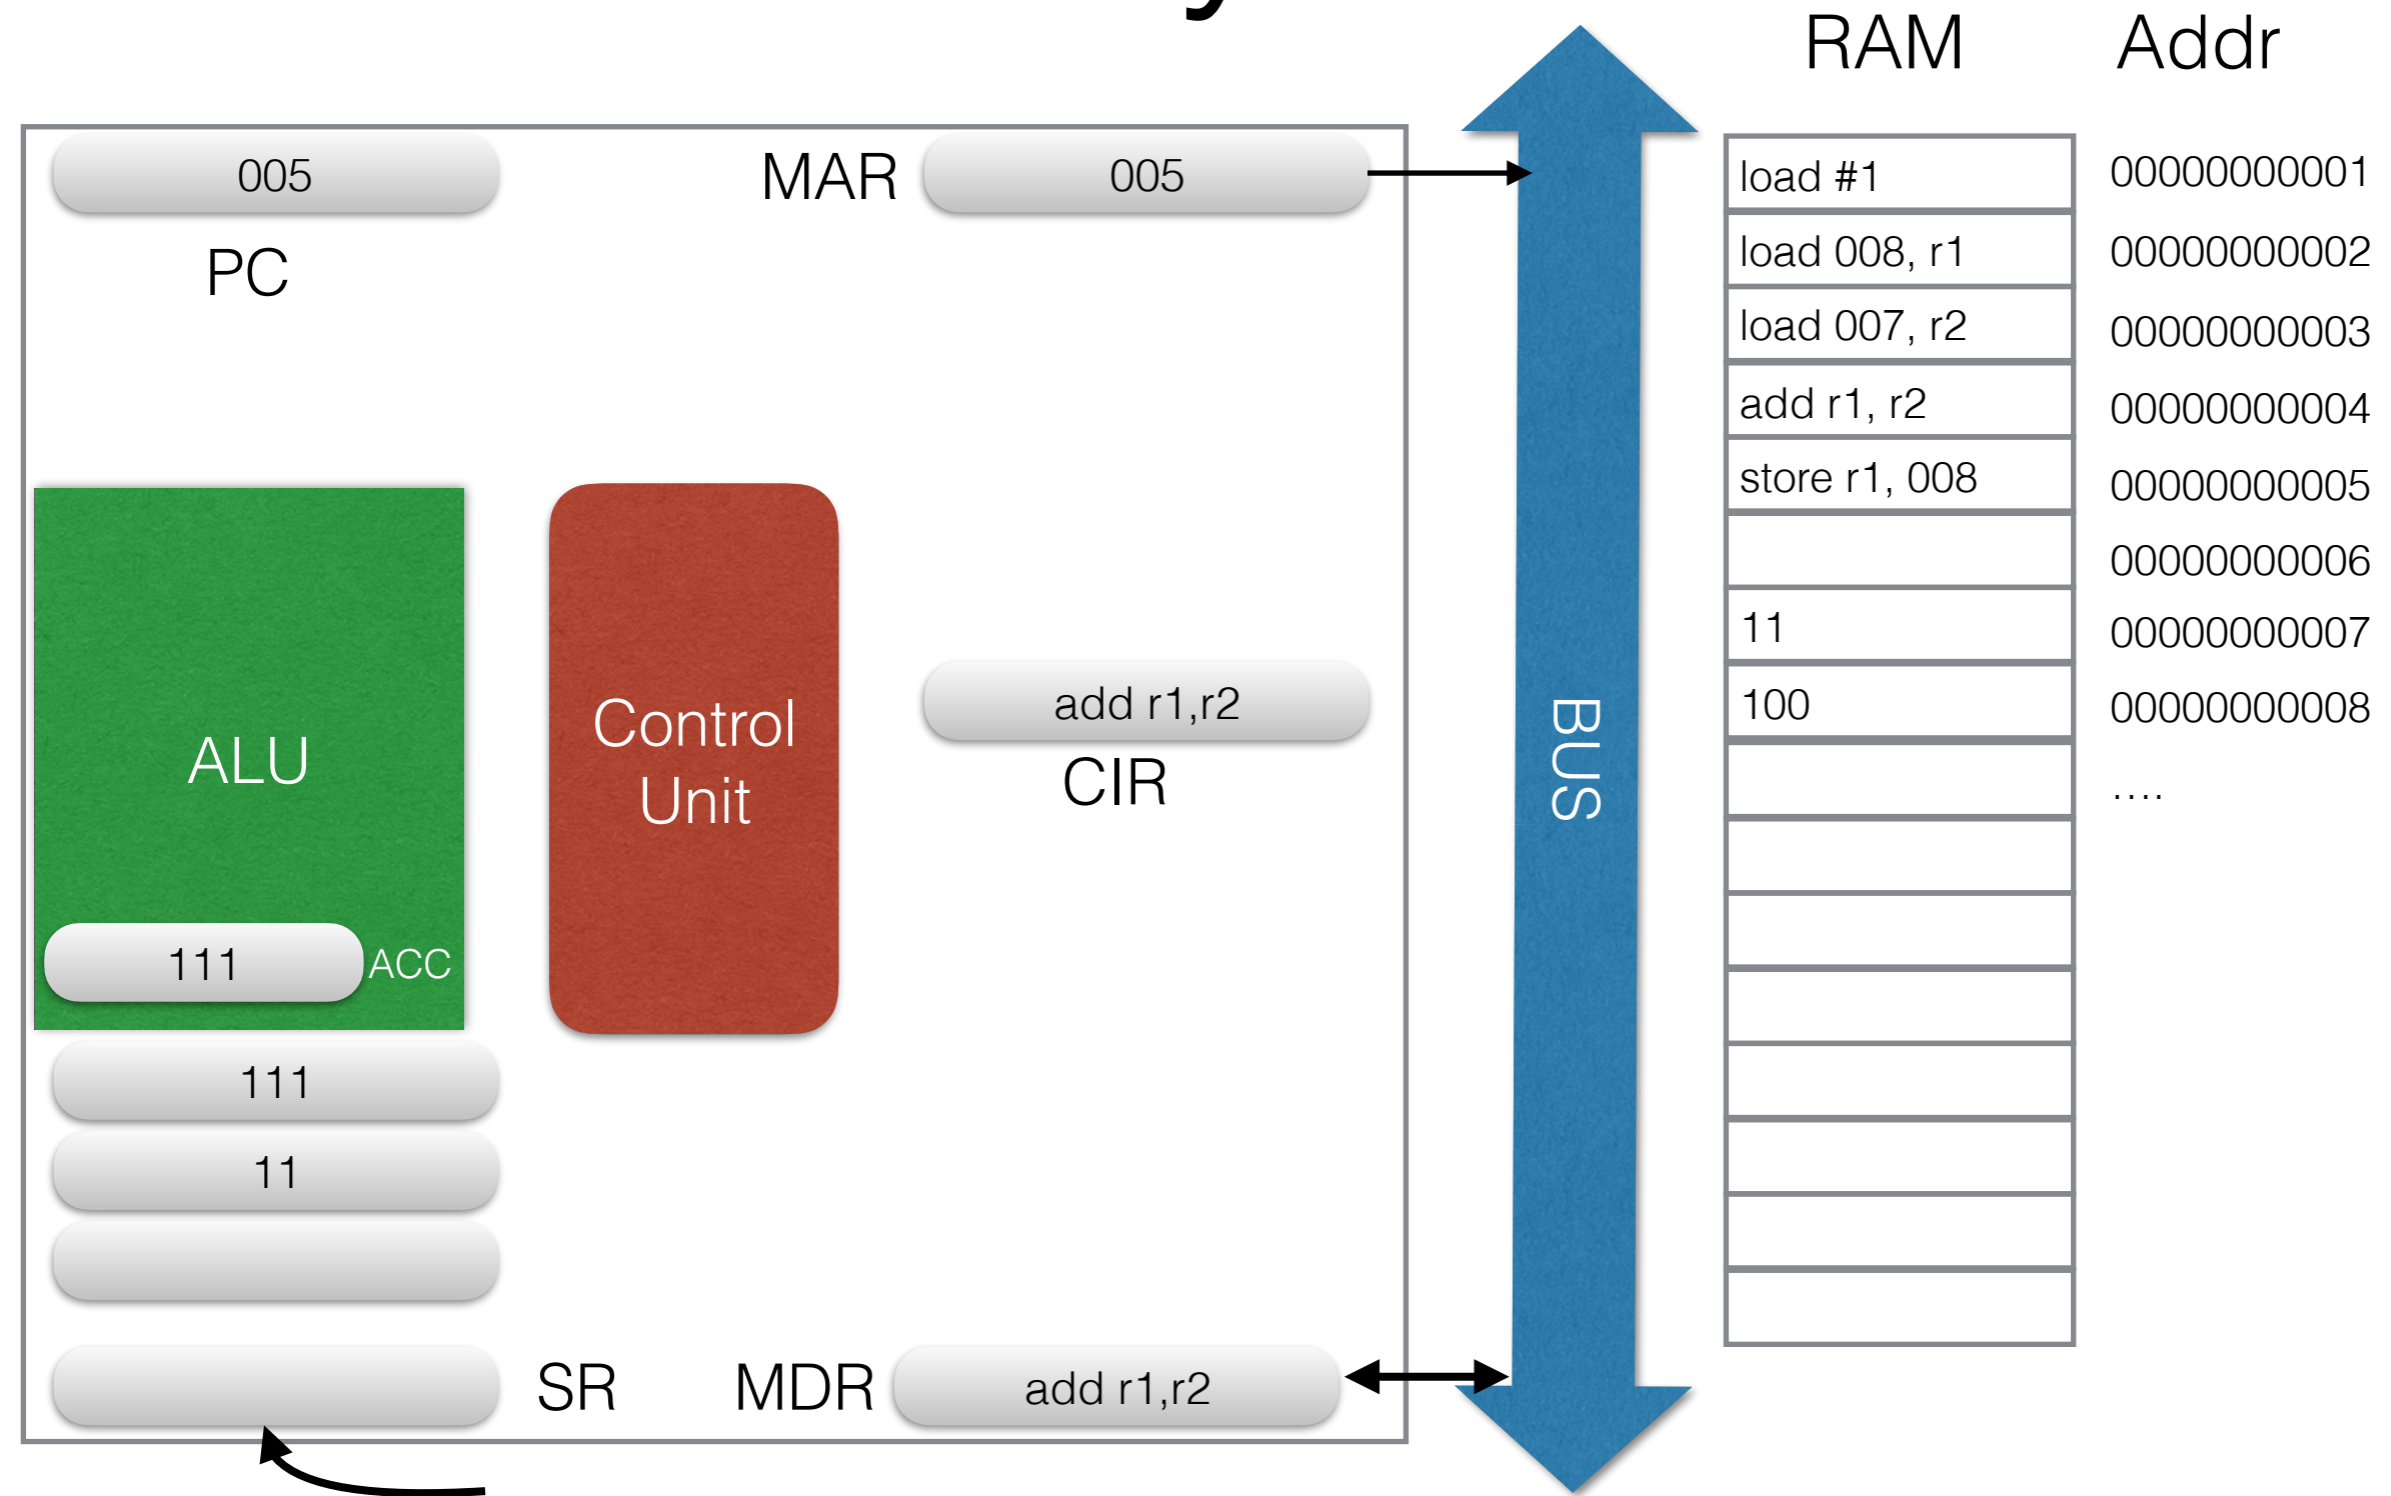 y
RAM Addr
005
PC
MAR 005
load #1 00000000001
load 008, r1 00000000002
load 007, r2 00000000003
add r1, r2 00000000004
store r1, 008 00000000005
00000000006
11 00000000007
100 00000000008
....
ALU
111 ACC
Control
Unit
add r1,r2
CIR
BUS
111
11
SR
MDR add r1,r2